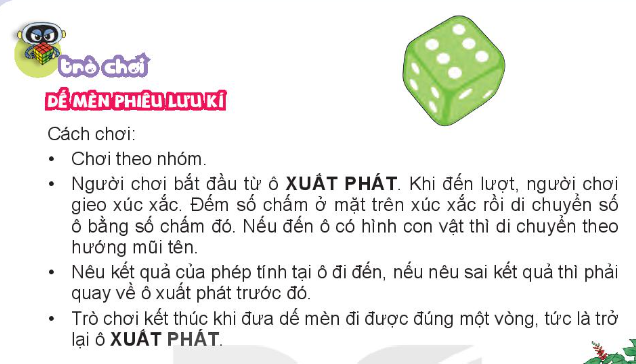 trò chơi
DẾ MÈN PHIÊU LƯU KÍ
Cách chơi:
• Chơi theo nhóm.
• Người chơi bắt đầu từ ô XUẤT PHÁT. Khi đến lượt, người chơi
gieo xúc xắc. Đếm số chấm ở mặt trên xúc xắc rồi di chuyển số
ô bằng số chấm đó. Nếu đến ô có hình con vật thì di chuyển theo
hướng mũi tên.
• Nêu kết quả của phép tính tại ô đi đến, nếu nêu sai kết quả thì phải
quay về ô xuất phát trước đó.
• Trò chơi kết thúc khi đưa dế mèn đi được đúng một vòng, tức là trở
lại ô XUẤT PHÁT.